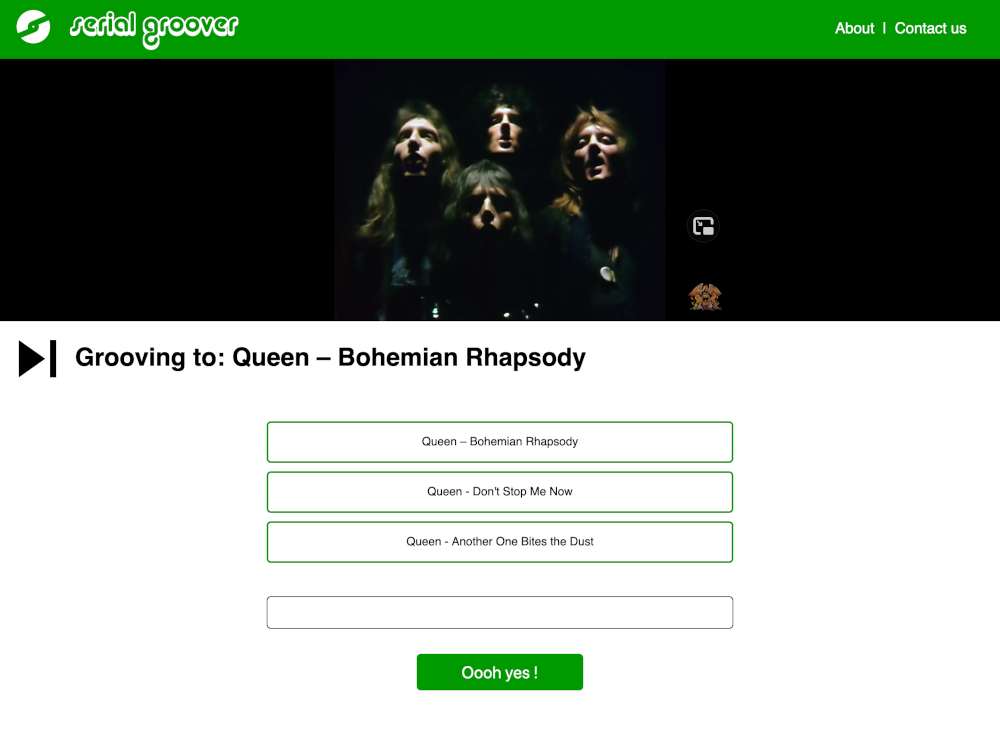 serial groover
About | Contact us
Grooving to: Queen – Bohemian Rhapsody
Queen – Bohemian Rhapsody
Queen - Don't Stop Me Now
Queen - Another One Bites the Dust
Oooh yes !